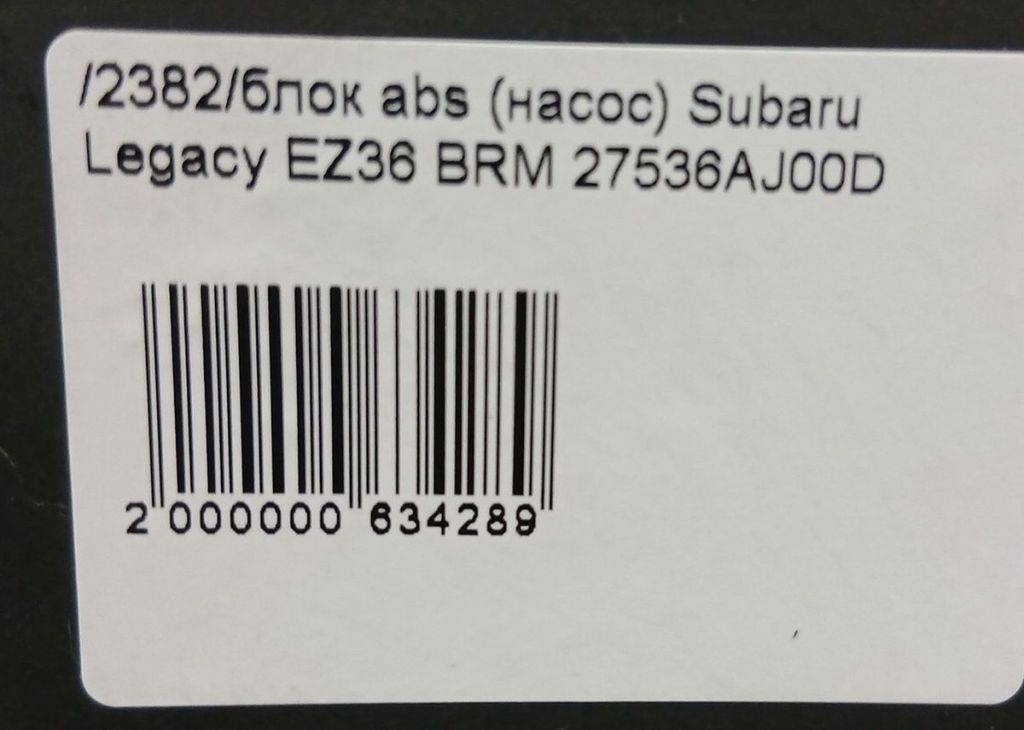 /2382/блок abs (насос) Subaru
Legacy EZ36 BRM 27536AJ00D
2 000000 634289